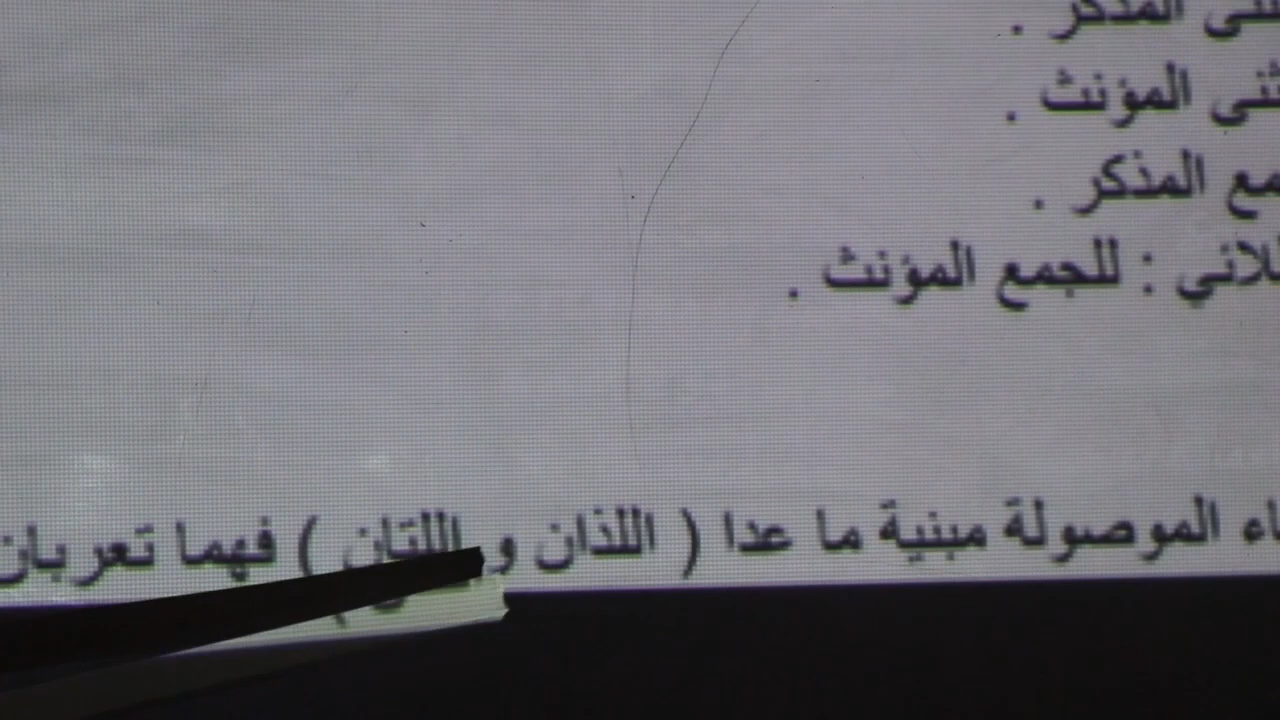 المذكر .
المؤنث .
المذكر .
: للجمع المؤنث .
الموصولة مبنية ما عدا ( اللذان و اللتان ) فهما تعربان